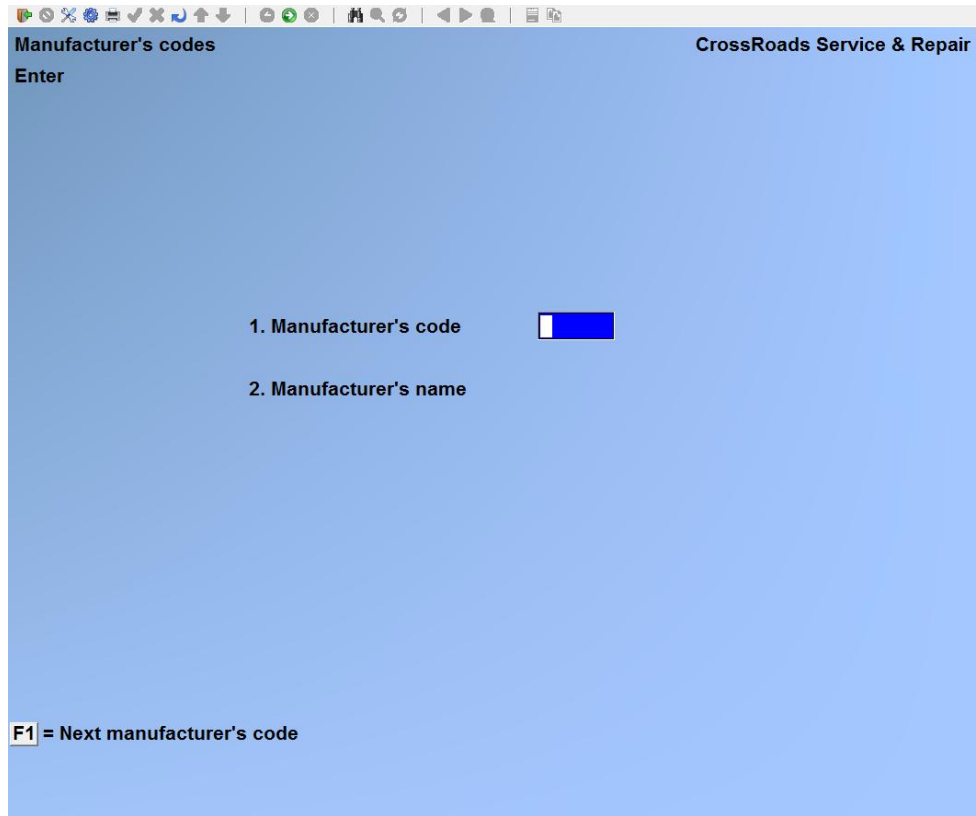 Manufacturer's codes CrossRoads Service & Repair
Enter
1. Manufacturer's code
2. Manufacturer's name
F1 = Next manufacturer's code